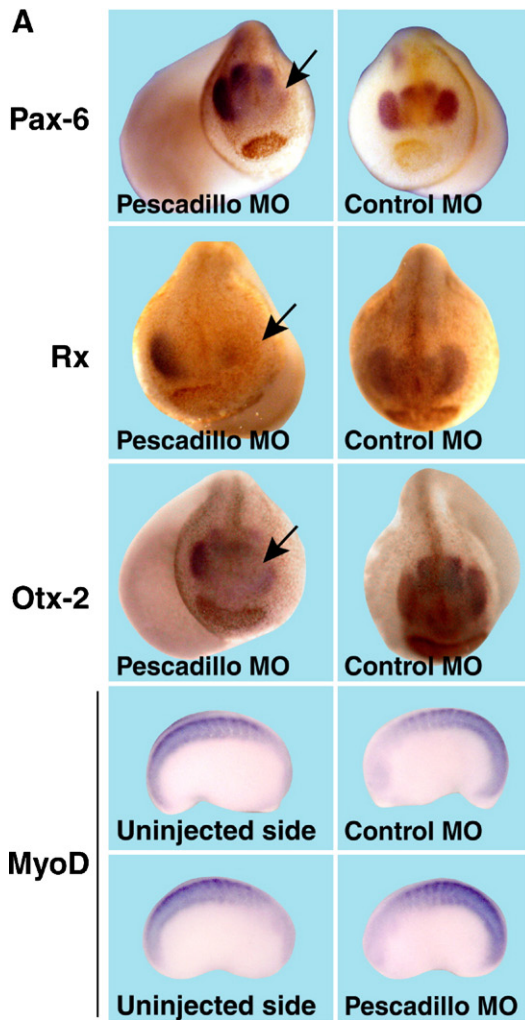 A
Pax-6
Pescadillo MO
Control MO
Rx
Pescadillo MO
Control MO
Otx-2
Pescadillo MO
Control MO
MyoD
Uninjected side
Control MO
Uninjected side
Pescadillo MO